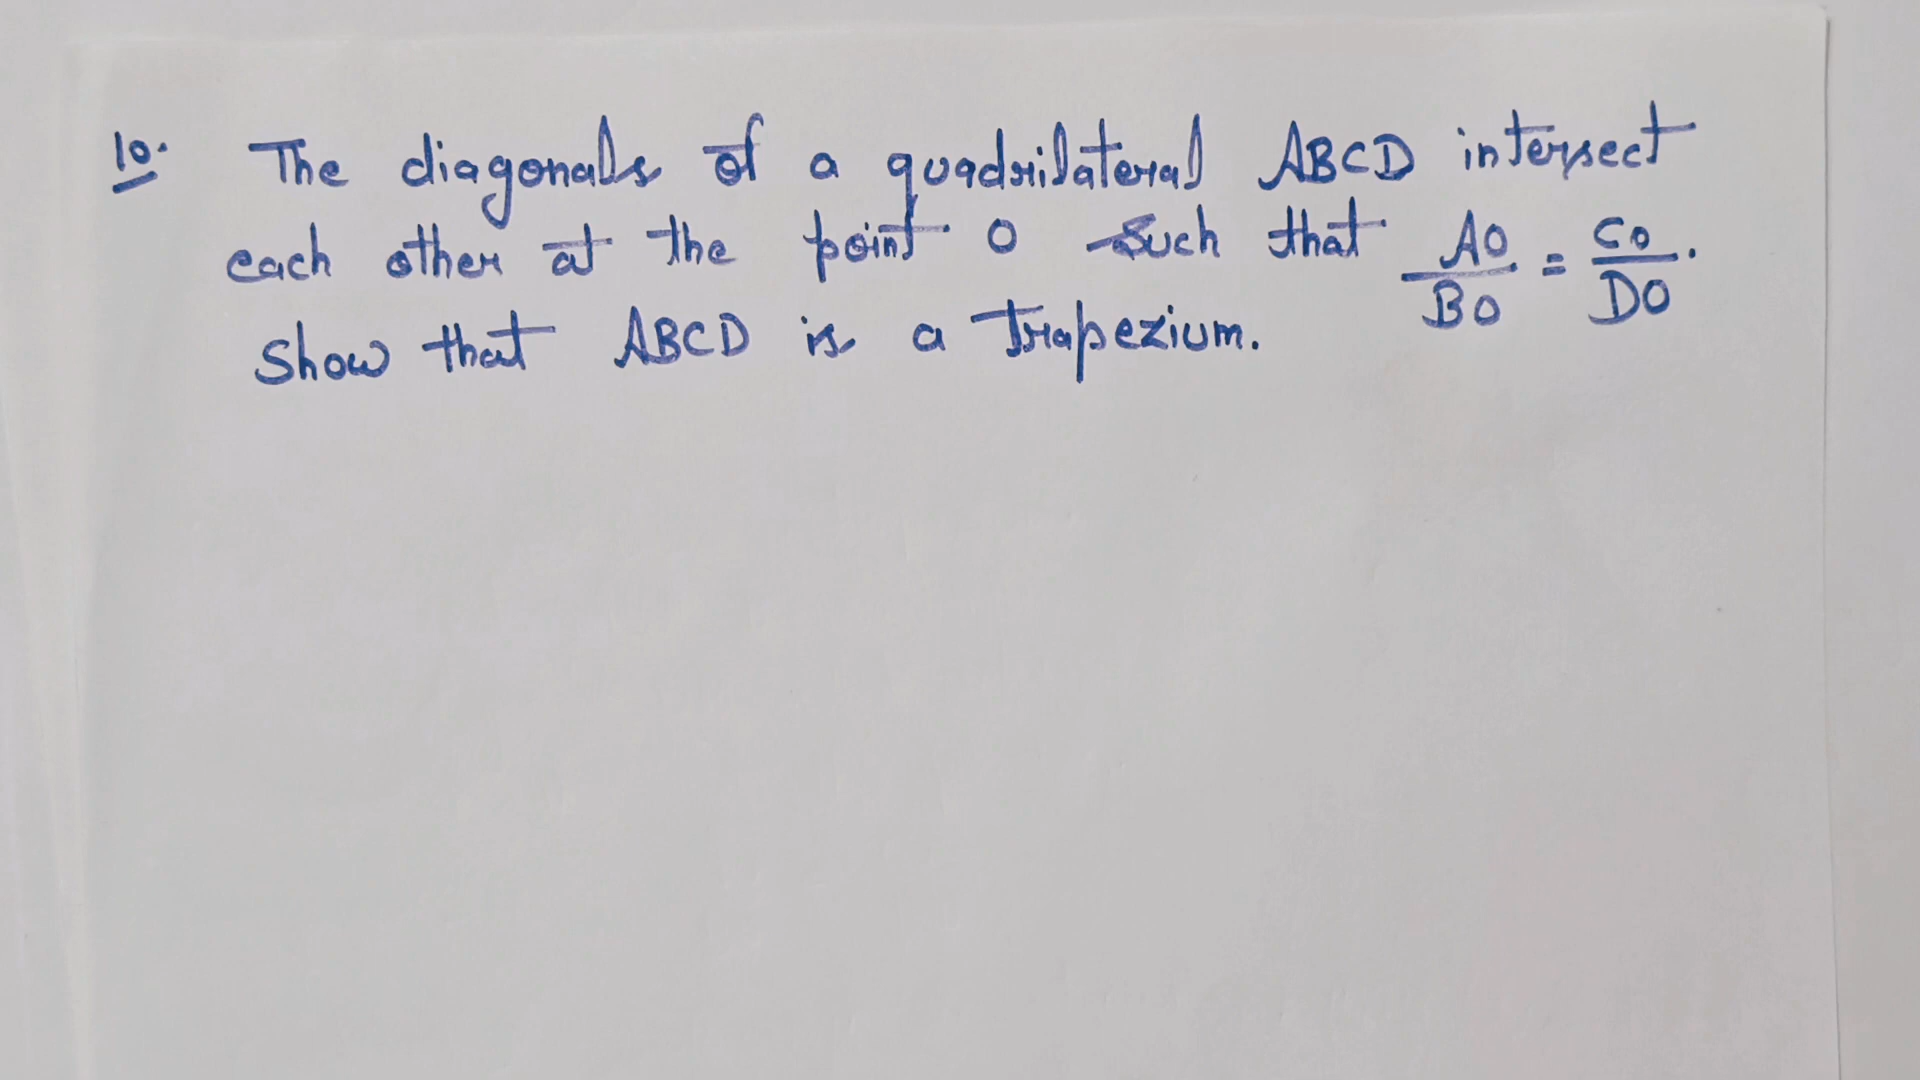 10. The diagonals of a quadrilateral ABCD intersect
each other at the point O such that AO/BO = CO/DO.
Show that ABCD is a trapezium.